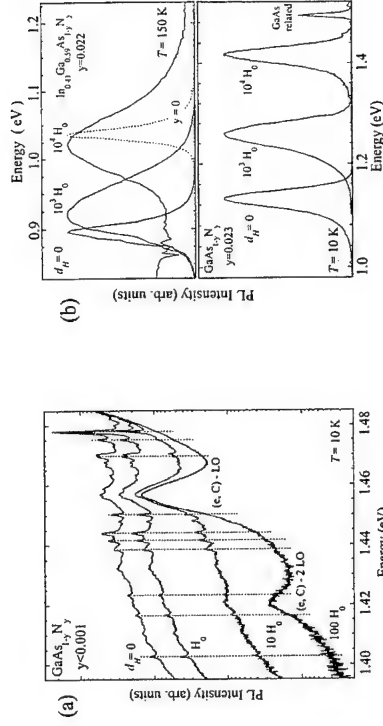 (a)
GaAs1-yNy
y<0.001
dH = 0
H0
10 H0
100 H0
(e, C) - LO
(e, C) - 2 LO
T = 10 K
1.40 1.42 1.44 1.46 1.48
Energy (eV)
PL Intensity (arb. units)
(b)
Energy ( eV )
0.9 1.0 1.1 1.2
dH = 0
10³ H0
10⁴ H0
In0.41Ga0.59As1-yNy
y=0.022
y = 0
T = 150 K
GaAs1-yNy
y=0.023
dH = 0
10³ H0
10⁴ H0
GaAs
related
T = 10 K
1.0 1.2 1.4
Energy (eV)
PL Intensity (arb. units)